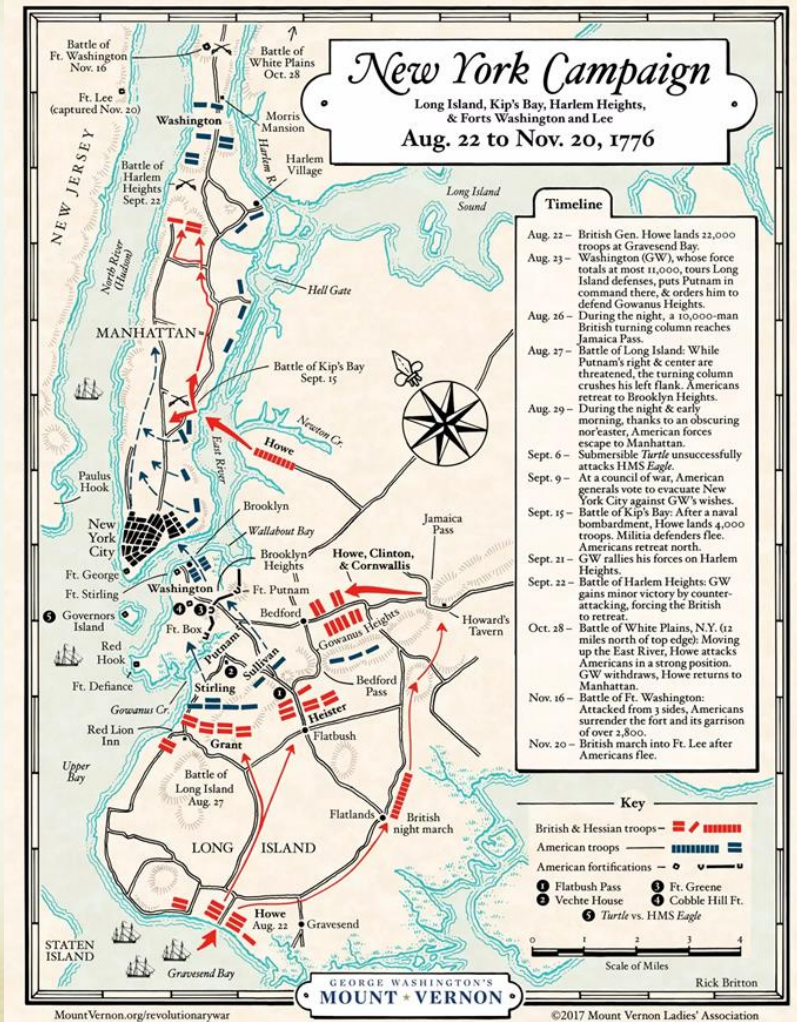 New York Campaign
Long Island, Kip's Bay, Harlem Heights,
& Forts Washington and Lee
Aug. 22 to Nov. 20, 1776
Battle of
Ft. Washington
Nov. 16
Battle of
White Plains
Oct. 28
Ft. Lee
(captured Nov. 20)
Washington
Morris
Mansion
Harlem R.
Harlem
Village
NEW JERSEY
Battle of
Harlem
Heights
Sept. 22
Long Island
Sound
North River
(Hudson)
Hell Gate
MANHATTAN
Battle of Kip's Bay
Sept. 15
Howe
Newton Cr.
East River
Paulus
Hook
New
York
City
Brooklyn
Wallabout Bay
Jamaica
Pass
Ft. George
Ft. Stirling
Brooklyn
Heights
Howe, Clinton,
& Cornwallis
Washington
Ft. Putnam
5 Governors
Island
4
3
Bedford
Gowanus Heights
Howard's
Tavern
Ft. Box
Red
Hook
Putnam
2
Sullivan
Ft. Defiance
Stirling
1
Bedford
Pass
Gowanus Cr.
Heister
Red Lion
Inn
Grant
Flatbush
Upper
Bay
Battle of
Long Island
Aug. 27
Flatlands
British
night march
LONG ISLAND
Howe
Aug. 22
Gravesend
STATEN
ISLAND
Gravesend Bay
Timeline
Aug. 22 – British Gen. Howe lands 22,000
troops at Gravesend Bay.
Aug. 23 – Washington (GW), whose force
totals at most 11,000, tours Long
Island defenses, puts Putnam in
command there, & orders him to
defend Gowanus Heights.
Aug. 26 – During the night, a 10,000-man
British turning column reaches
Jamaica Pass.
Aug. 27 – Battle of Long Island: While
Putnam's right & center are
threatened, the turning column
crushes his left flank. Americans
retreat to Brooklyn Heights.
Aug. 29 – During the night & early
morning, thanks to an obscuring
nor'easter, American forces
escape to Manhattan.
Sept. 6 – Submersible Turtle unsuccessfully
attacks HMS Eagle.
Sept. 9 – At a council of war, American
generals vote to evacuate New
York City against GW's wishes.
Sept. 15 – Battle of Kip's Bay: After a naval
bombardment, Howe lands 4,000
troops. Militia defenders flee.
Americans retreat north.
Sept. 21 – GW rallies his forces on Harlem
Heights.
Sept. 22 – Battle of Harlem Heights: GW
gains minor victory by counter-
attacking, forcing the British
to retreat.
Oct. 28 – Battle of White Plains, N.Y. (12
miles north of top edge): Moving
up the East River, Howe attacks
Americans in a strong position.
GW withdraws, Howe returns to
Manhattan.
Nov. 16 – Battle of Ft. Washington:
Attacked from 3 sides, Americans
surrender the fort and its garrison
of over 2,800.
Nov. 20 – British march into Ft. Lee after
Americans flee.
Key
British & Hessian troops –
American troops –
American fortifications –
1 Flatbush Pass
3 Ft. Greene
2 Vechte House
4 Cobble Hill Ft.
5 Turtle vs. HMS Eagle
0 1 2 3 4
Scale of Miles
Rick Britton
GEORGE WASHINGTON'S
MOUNT ★ VERNON
MountVernon.org/revolutionarywar
©2017 Mount Vernon Ladies' Association